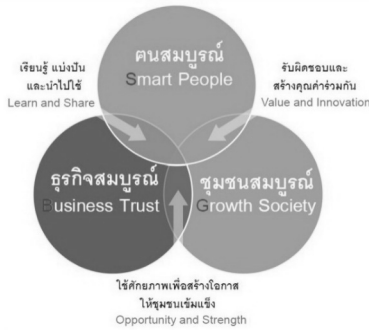 คนสมบูรณ์
Smart People
เรียนรู้ แบ่งปัน
และนำไปใช้
Learn and Share
รับผิดชอบและ
สร้างคุณค่าร่วมกัน
Value and Innovation
ธุรกิจสมบูรณ์
Business Trust
ชุมชนสมบูรณ์
Growth Society
ใช้ศักยภาพเพื่อสร้างโอกาส
ให้ชุมชนเข้มแข็ง
Opportunity and Strength